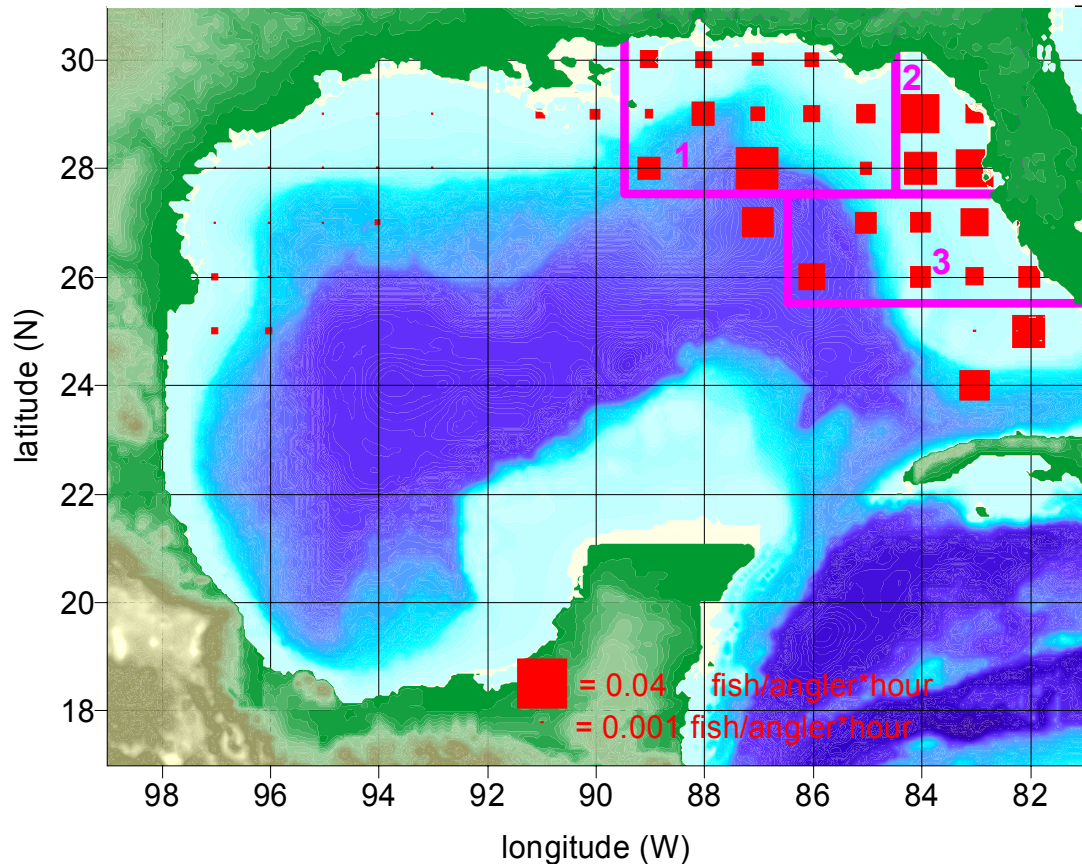 30
28
26
24
22
20
18
latitude (N)
1
2
3
= 0.04 fish/angler*hour
= 0.001 fish/angler*hour
98 96 94 92 90 88 86 84 82
longitude (W)